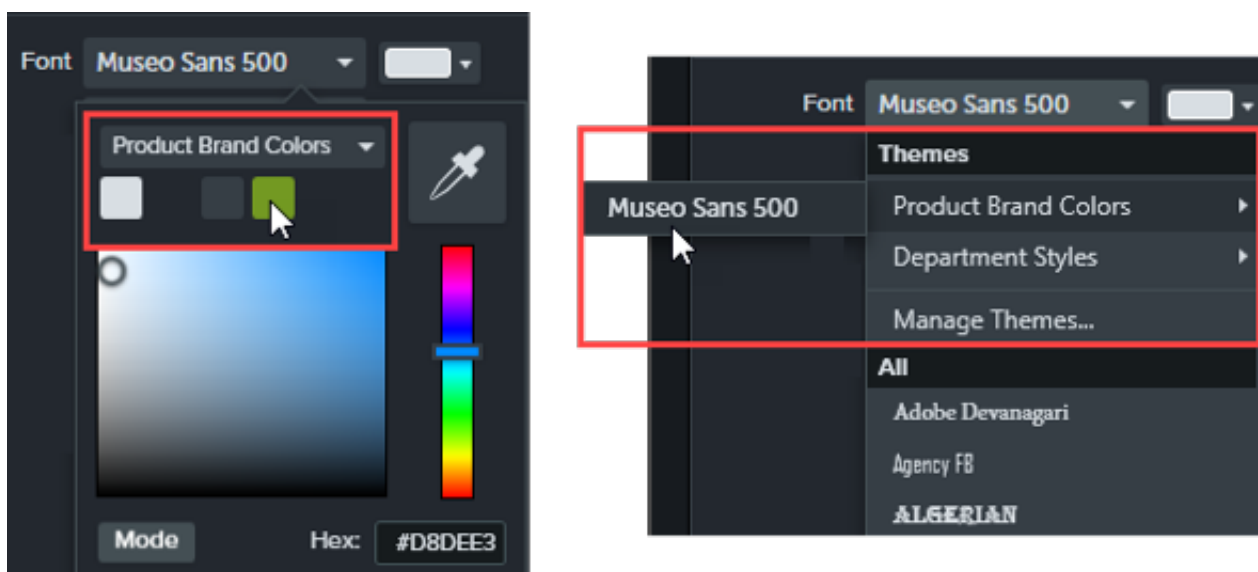 Font Museo Sans 500
Product Brand Colors
Mode Hex: #D8DEE3
Font Museo Sans 500
Themes
Museo Sans 500
Product Brand Colors
Department Styles
Manage Themes...
All
Adobe Devanagari
Agency FB
ALGERIAN